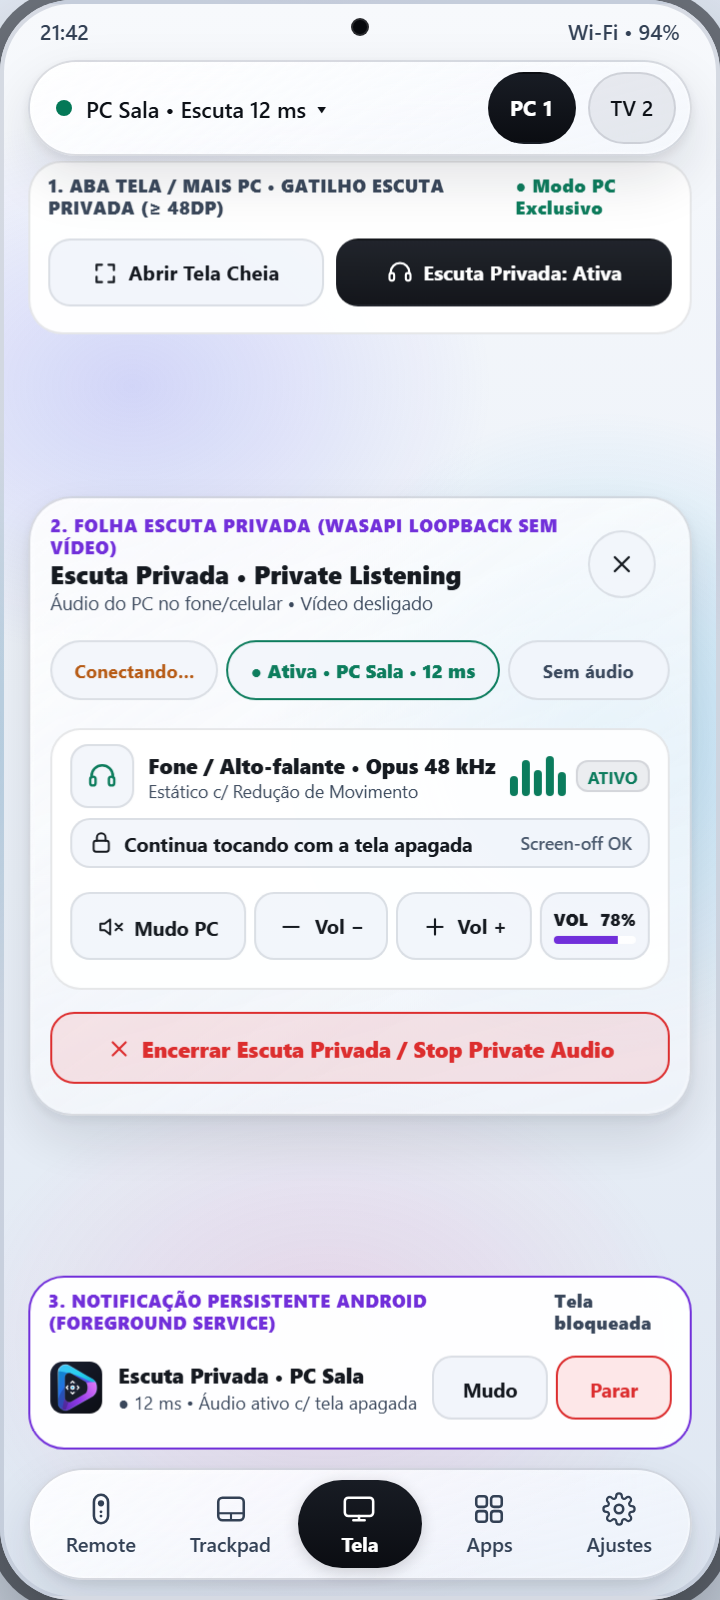 21:42
Wi-Fi • 94%
PC Sala • Escuta 12 ms ▾
PC 1
TV 2
1. ABA TELA / MAIS PC • GATILHO ESCUTA
PRIVADA (≥ 48DP)
● Modo PC
Exclusivo
Abrir Tela Cheia
Escuta Privada: Ativa
2. FOLHA ESCUTA PRIVADA (WASAPI LOOPBACK SEM
VÍDEO)
Escuta Privada • Private Listening
Áudio do PC no fone/celular • Vídeo desligado
Conectando...
● Ativa • PC Sala • 12 ms
Sem áudio
Fone / Alto-falante • Opus 48 kHz
Estático c/ Redução de Movimento
ATIVO
Continua tocando com a tela apagada
Screen-off OK
Mudo PC
Vol −
Vol +
VOL 78%
Encerrar Escuta Privada / Stop Private Audio
3. NOTIFICAÇÃO PERSISTENTE ANDROID
(FOREGROUND SERVICE)
Tela
bloqueada
Escuta Privada • PC Sala
● 12 ms • Áudio ativo c/ tela apagada
Mudo
Parar
Remote
Trackpad
Tela
Apps
Ajustes